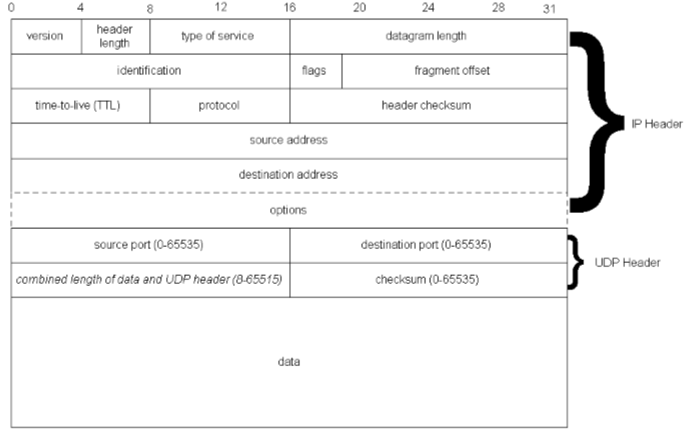 0 4 8 12 16 20 24 28 31
version header length type of service datagram length
identification flags fragment offset
time-to-live (TTL) protocol header checksum
IP Header
source address
destination address
options
source port (0-65535) destination port (0-65535)
UDP Header
combined length of data and UDP header (8-65515) checksum (0-65535)
data